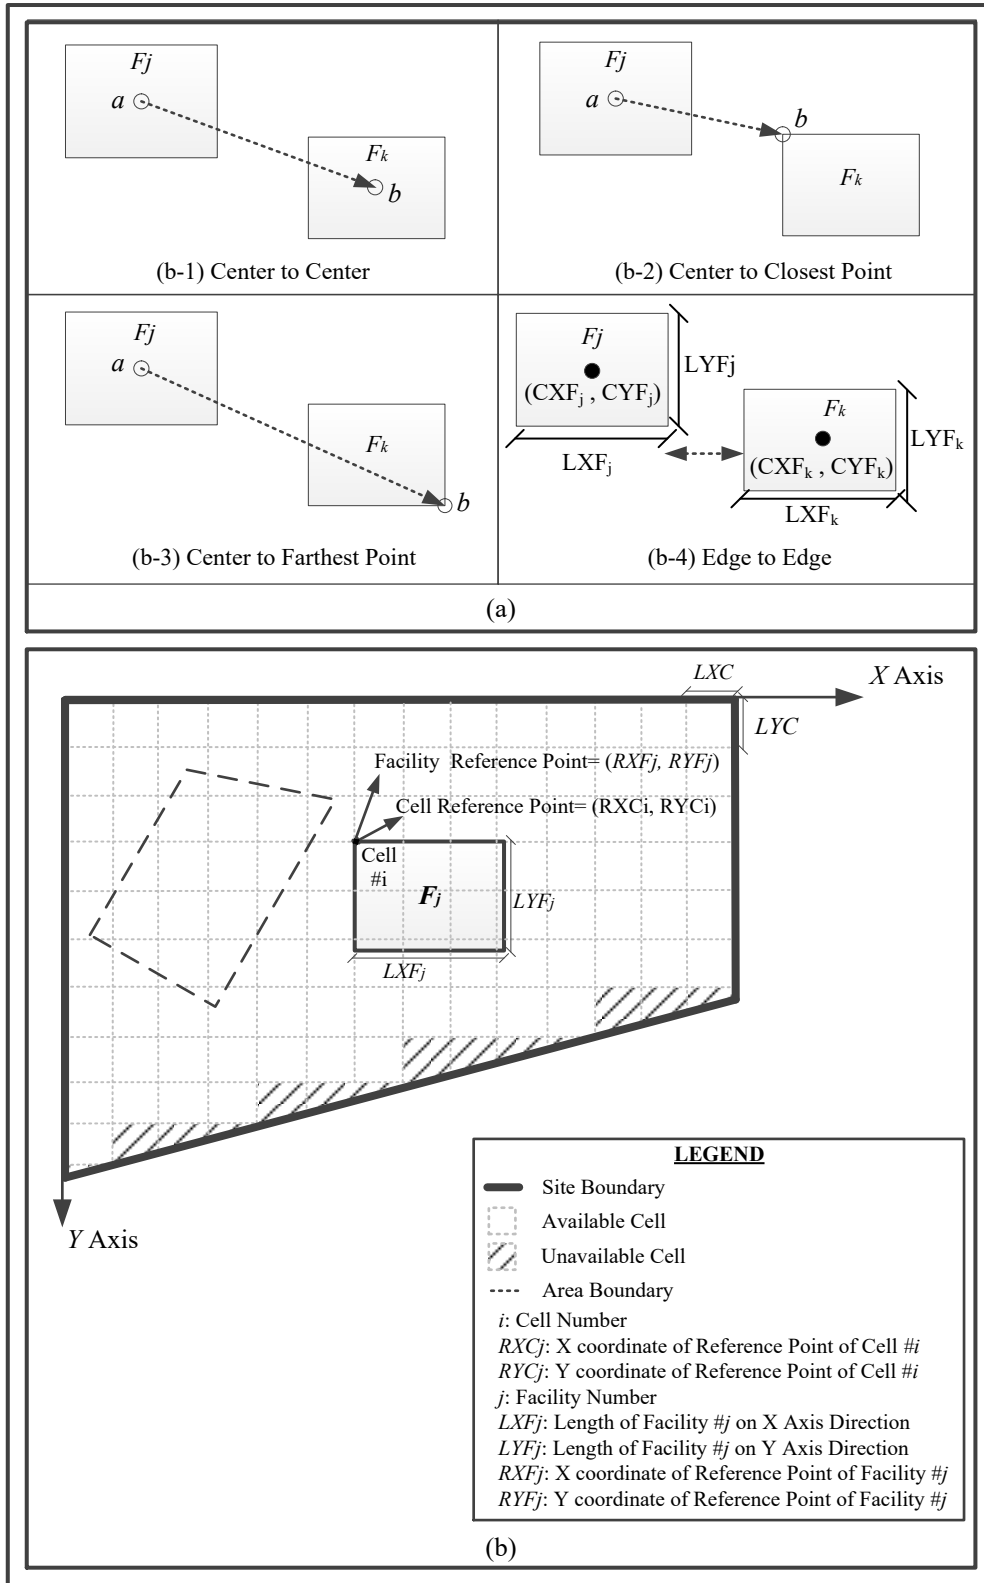 Fj
a
Fk
b
(b-1) Center to Center
Fj
a
b
Fk
(b-2) Center to Closest Point
Fj
a
Fk
b
(b-3) Center to Farthest Point
Fj
(CXFj , CYFj)
LYFj
LXFj
Fk
(CXFk , CYFk)
LYFk
LXFk
(b-4) Edge to Edge
(a)
LXC
X Axis
LYC
Facility Reference Point= (RXFj, RYFj)
Cell Reference Point= (RXCi, RYCi)
Cell
#i
Fj
LYFj
LXFj
Y Axis
LEGEND
Site Boundary
Available Cell
Unavailable Cell
Area Boundary
i: Cell Number
RXCj: X coordinate of Reference Point of Cell #i
RYCj: Y coordinate of Reference Point of Cell #i
j: Facility Number
LXFj: Length of Facility #j on X Axis Direction
LYFj: Length of Facility #j on Y Axis Direction
RXFj: X coordinate of Reference Point of Facility #j
RYFj: Y coordinate of Reference Point of Facility #j
(b)